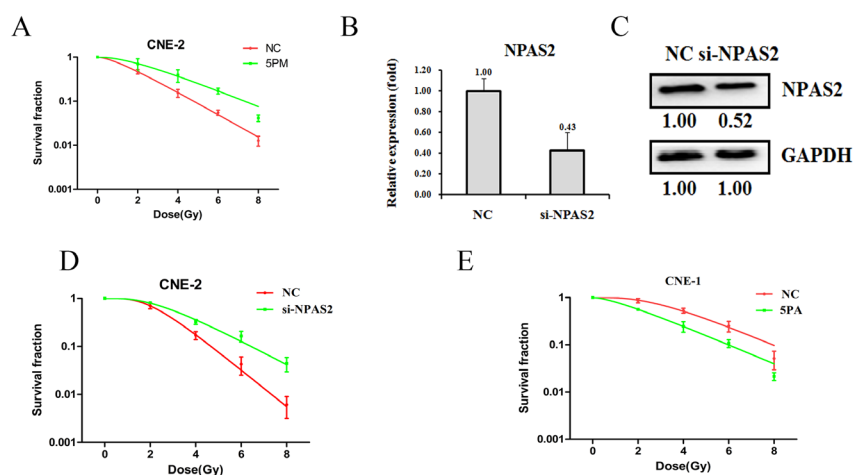 A
CNE-2
NC
5PM
Survival fraction
1
0.1
0.01
0.001
0 2 4 6 8
Dose(Gy)
B
NPAS2
Relative expression (fold)
1.20
1.00
0.80
0.60
0.40
0.20
0.00
1.00
0.43
NC si-NPAS2
C
NC si-NPAS2
NPAS2
1.00 0.52
GAPDH
1.00 1.00
D
CNE-2
NC
si-NPAS2
Survival fraction
1
0.1
0.01
0.001
0 2 4 6 8
Dose(Gy)
E
CNE-1
NC
5PA
Survival fraction
1
0.1
0.01
0.001
0 2 4 6 8
Dose(Gy)